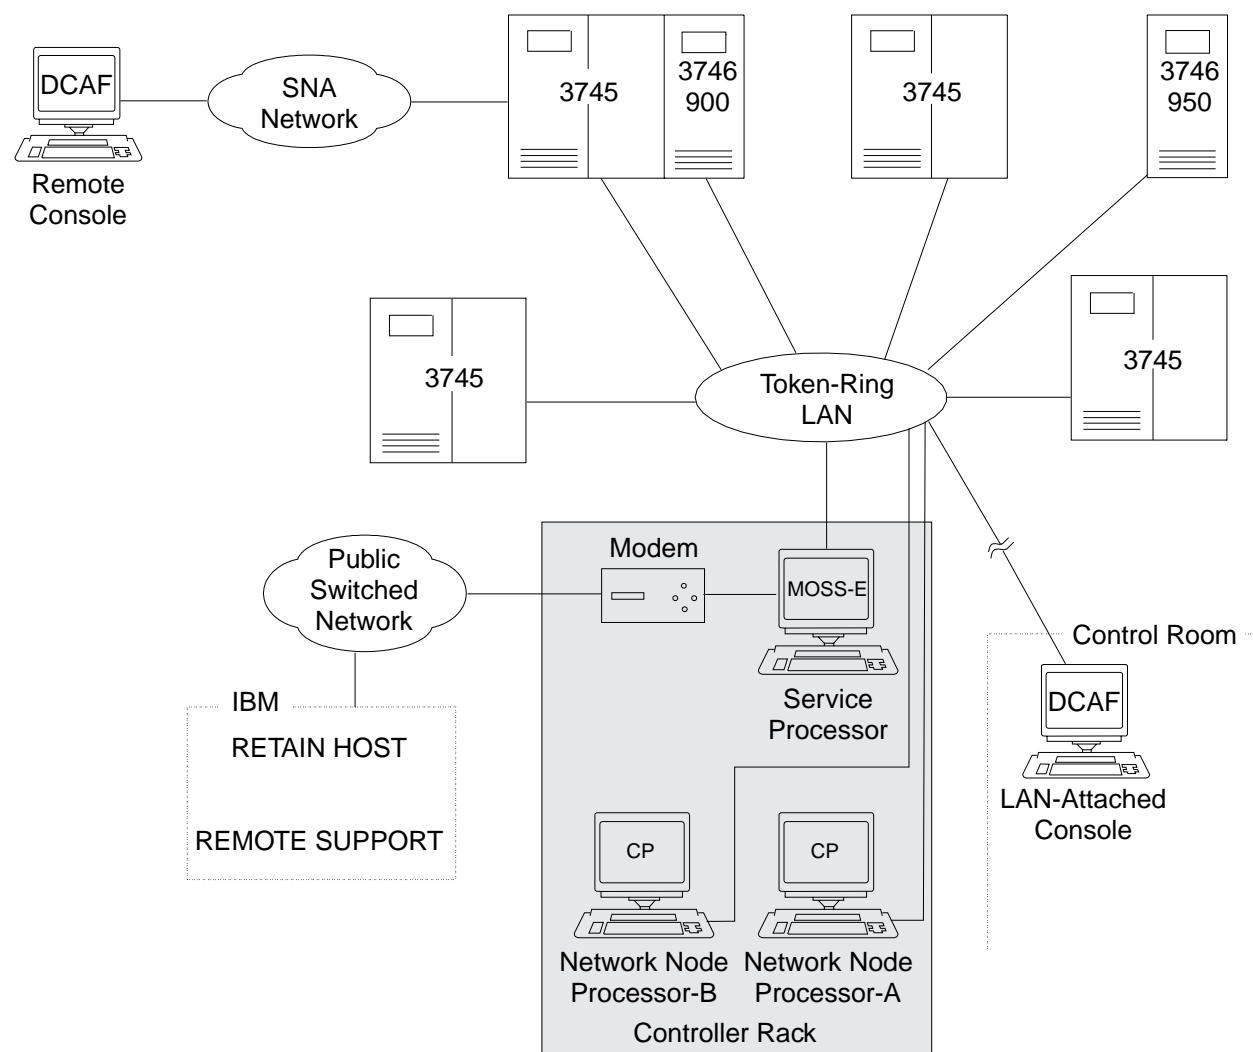 DCAF
Remote
Console
SNA
Network
3745
3746
900
3745
3746
950
3745
Token-Ring
LAN
3745
Public
Switched
Network
Modem
MOSS-E
Service
Processor
Control Room
DCAF
LAN-Attached
Console
IBM
RETAIN HOST
REMOTE SUPPORT
CP
Network Node
Processor-B
CP
Network Node
Processor-A
Controller Rack